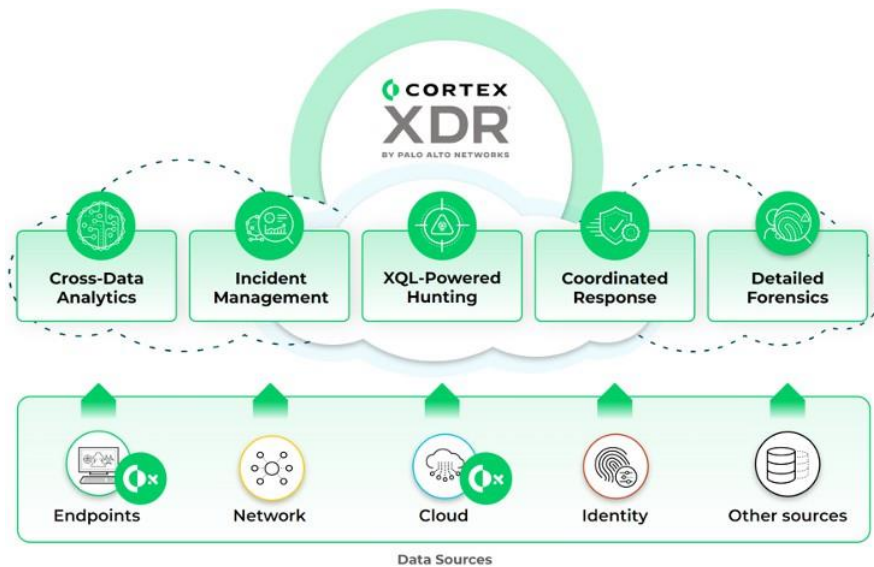 CORTEX
XDR
BY PALO ALTO NETWORKS
Cross-Data
Analytics
Incident
Management
XQL-Powered
Hunting
Coordinated
Response
Detailed
Forensics
Endpoints
Network
Cloud
Identity
Other sources
Data Sources